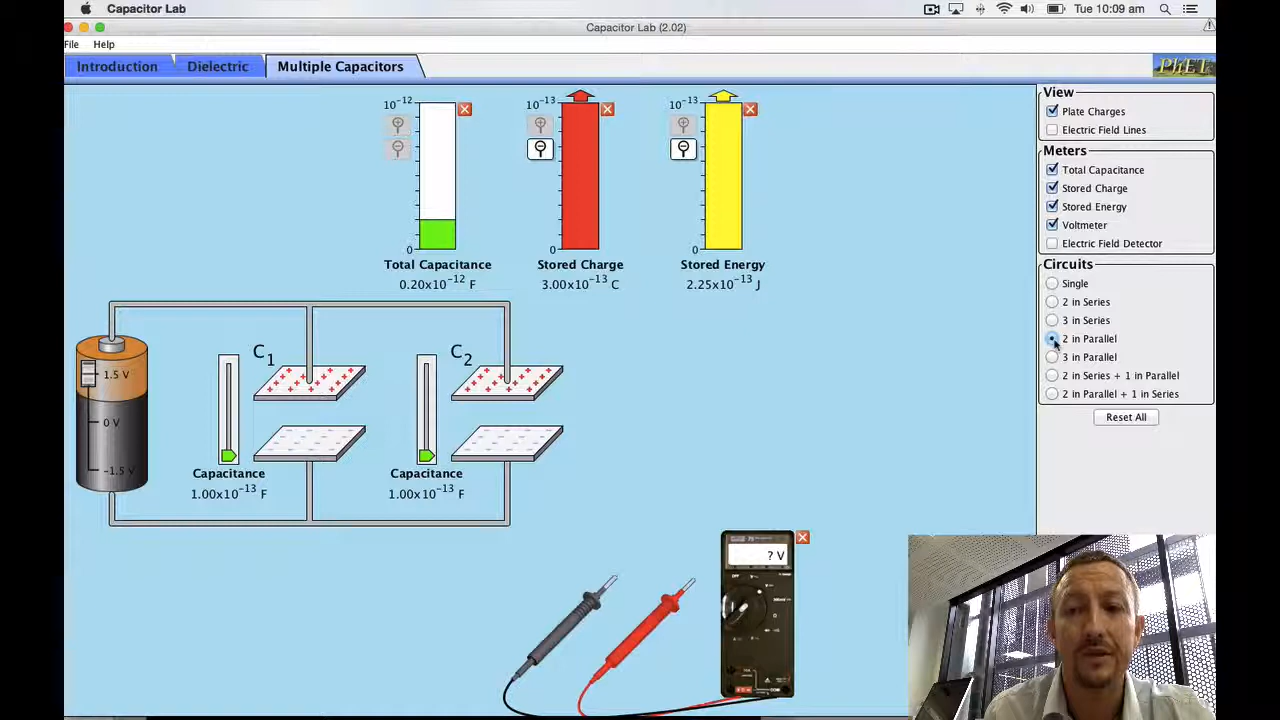 Capacitor Lab
Tue 10:09 am
Capacitor Lab (2.02)
File Help
Introduction
Dielectric
Multiple Capacitors
PhET
10⁻¹²
0
Total Capacitance
0.20x10⁻¹² F
10⁻¹³
0
Stored Charge
3.00x10⁻¹³ C
10⁻¹³
0
Stored Energy
2.25x10⁻¹³ J
View
Plate Charges
Electric Field Lines
Meters
Total Capacitance
Stored Charge
Stored Energy
Voltmeter
Electric Field Detector
Circuits
Single
2 in Series
3 in Series
2 in Parallel
3 in Parallel
2 in Series + 1 in Parallel
2 in Parallel + 1 in Series
Reset All
1.5 V
0 V
-1.5 V
C₁
Capacitance
1.00x10⁻¹³ F
C₂
Capacitance
1.00x10⁻¹³ F
? V
OFF